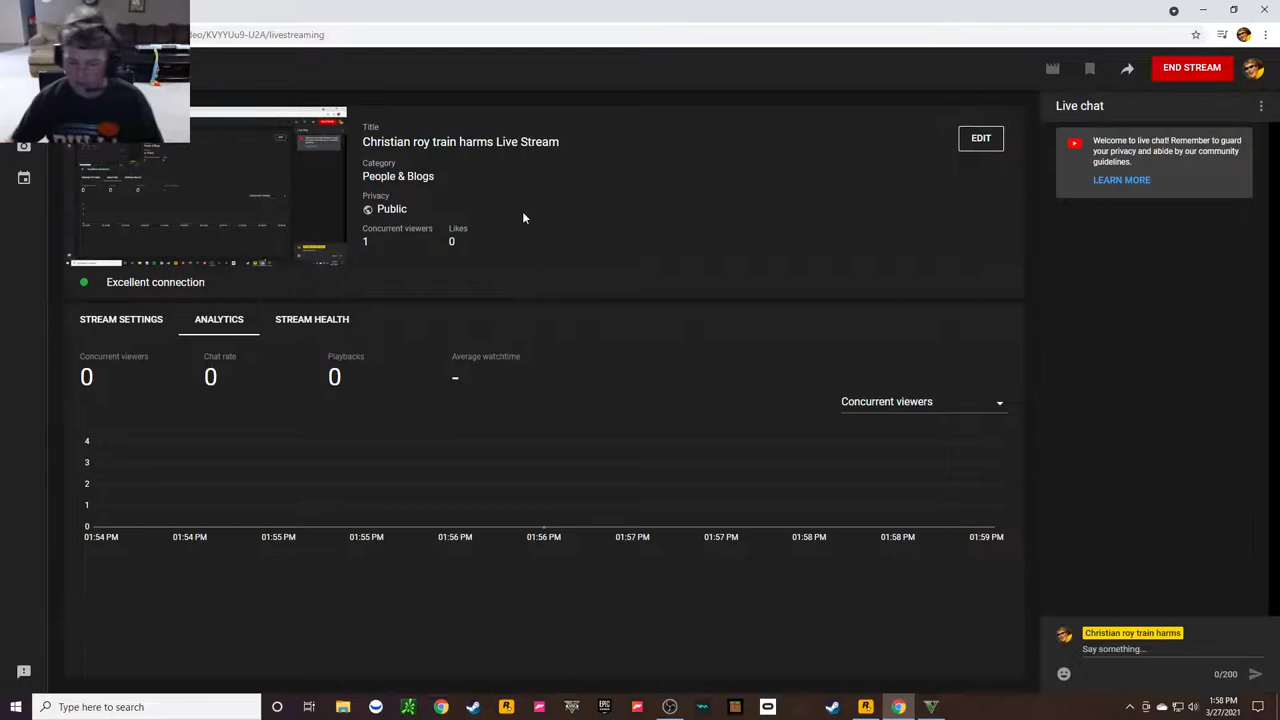 eo/KVYYUu9-U2A/livestreaming
END STREAM
Title
Christian roy train harms Live Stream
EDIT
Category
People & Blogs
Privacy
Public
Concurrent viewers Likes
1 0
Excellent connection
STREAM SETTINGS ANALYTICS STREAM HEALTH
Concurrent viewers Chat rate Playbacks Average watchtime
0 0 0 -
Concurrent viewers
4
3
2
1
0
01:54 PM 01:54 PM 01:55 PM 01:55 PM 01:56 PM 01:56 PM 01:57 PM 01:57 PM 01:58 PM 01:58 PM 01:59 PM
Live chat
Welcome to live chat! Remember to guard
your privacy and abide by our community
guidelines.
LEARN MORE
Christian roy train harms
Say something...
0/200
Type here to search
1:58 PM
3/27/2021